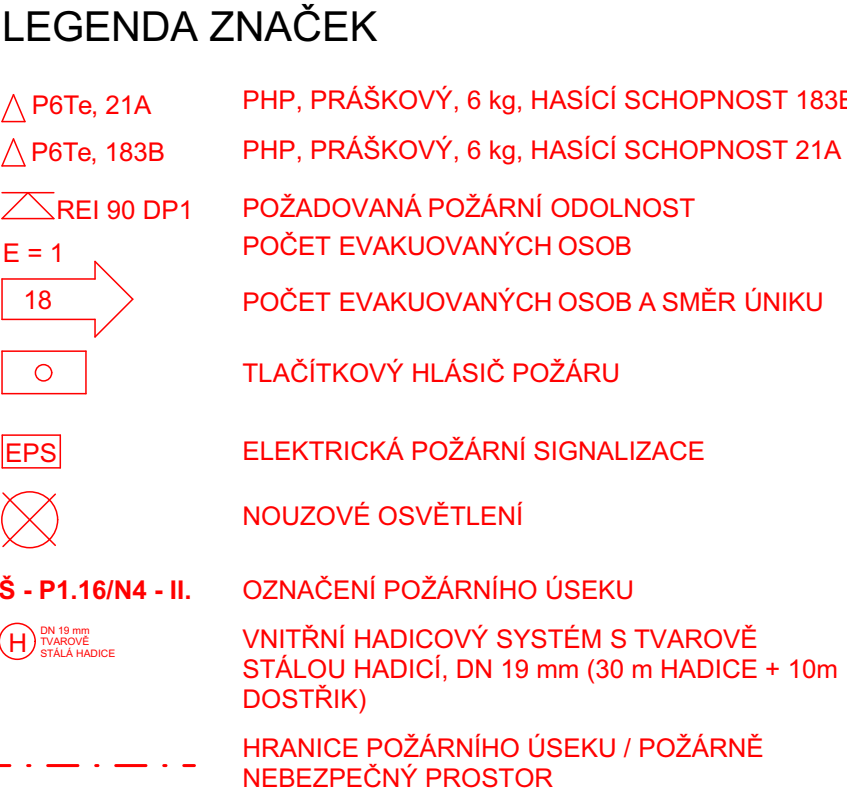 LEGENDA ZNAČEK
P6Te, 21A PHP, PRÁŠKOVÝ, 6 kg, HASÍCÍ SCHOPNOST 183B
P6Te, 183B PHP, PRÁŠKOVÝ, 6 kg, HASÍCÍ SCHOPNOST 21A
REI 90 DP1 POŽADOVANÁ POŽÁRNÍ ODOLNOST
E = 1 POČET EVAKUOVANÝCH OSOB
18 POČET EVAKUOVANÝCH OSOB A SMĚR ÚNIKU
TLAČÍTKOVÝ HLÁSIČ POŽÁRU
EPS ELEKTRICKÁ POŽÁRNÍ SIGNALIZACE
NOUZOVÉ OSVĚTLENÍ
Š - P1.16/N4 - II. OZNAČENÍ POŽÁRNÍHO ÚSEKU
H
DN 19 mm
TVAROVĚ
STÁLÁ HADICE
VNITŘNÍ HADICOVÝ SYSTÉM S TVAROVĚ
STÁLOU HADICÍ, DN 19 mm (30 m HADICE + 10m
DOSTŘIK)
HRANICE POŽÁRNÍHO ÚSEKU / POŽÁRNĚ
NEBEZPEČNÝ PROSTOR